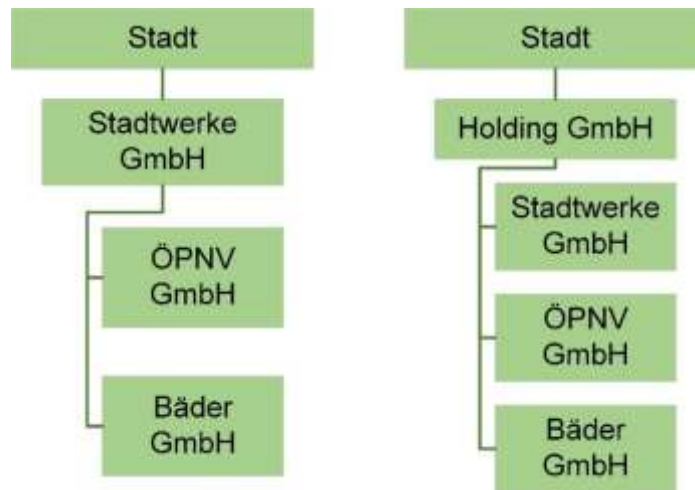 Stadt
Stadtwerke
GmbH
ÖPNV
GmbH
Bäder
GmbH
Stadt
Holding GmbH
Stadtwerke
GmbH
ÖPNV
GmbH
Bäder
GmbH